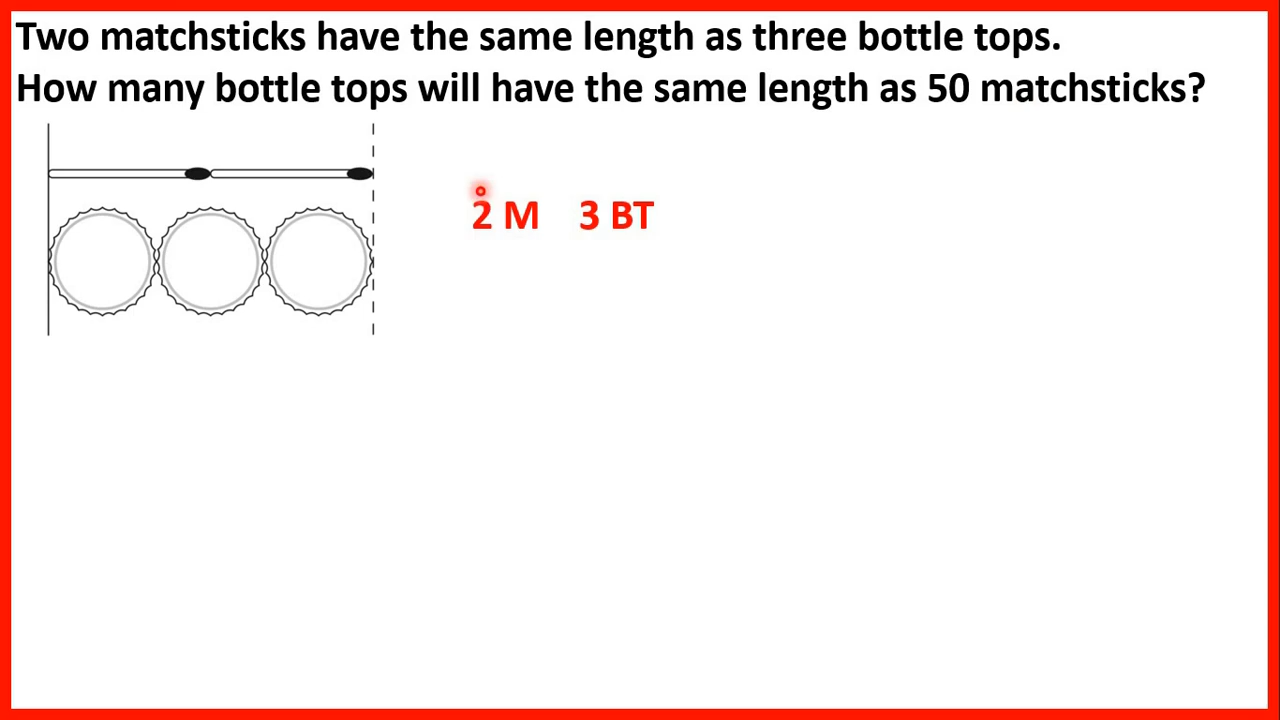 Two matchsticks have the same length as three bottle tops.
How many bottle tops will have the same length as 50 matchsticks?
2 M 3 BT